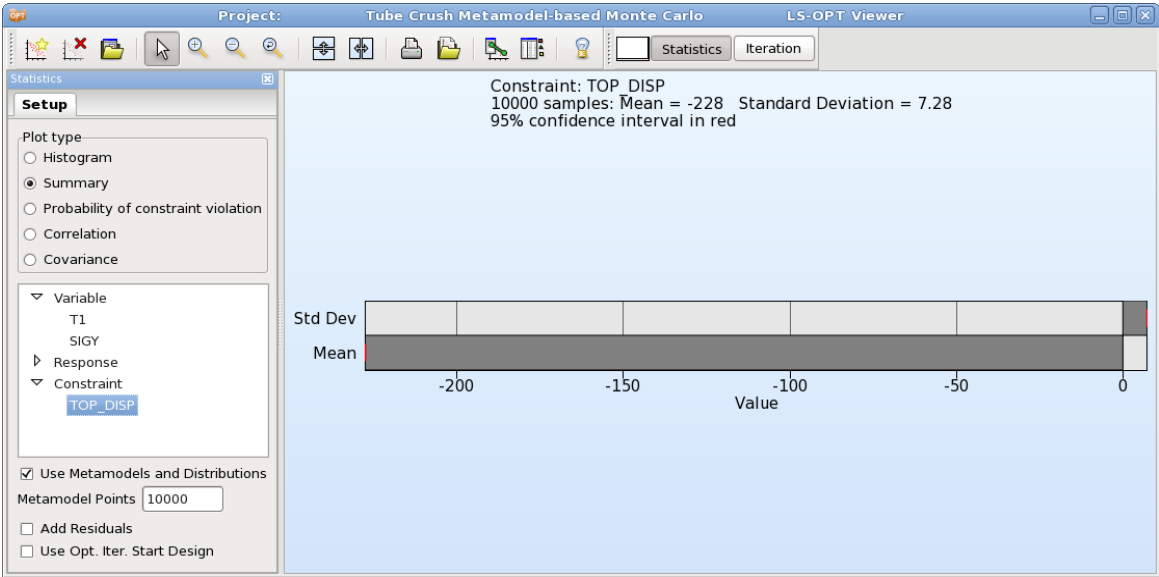 OPT Project: Tube Crush Metamodel-based Monte Carlo LS-OPT Viewer
Statistics Iteration
Statistics
Setup
Plot type
Histogram
Summary
Probability of constraint violation
Correlation
Covariance
Variable
T1
SIGY
Response
Constraint
TOP_DISP
Use Metamodels and Distributions
Metamodel Points 10000
Add Residuals
Use Opt. Iter. Start Design
Constraint: TOP_DISP
10000 samples: Mean = -228 Standard Deviation = 7.28
95% confidence interval in red
Std Dev
Mean
-200 -150 -100 -50 0
Value